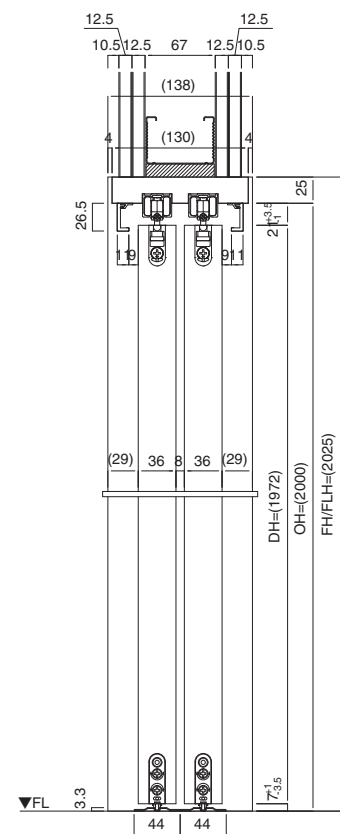 12.5 12.5
10.5 12.5 67 12.5 10.5
(138)
4 (130) 4
25
26.5
21 +3.5 -1
11 9 9 11
(29) 36 8 36 (29)
DH=(1972)
OH=(2000)
FH/FLH=(2025)
▼FL
3.3
7 +1 -3.5
44 44